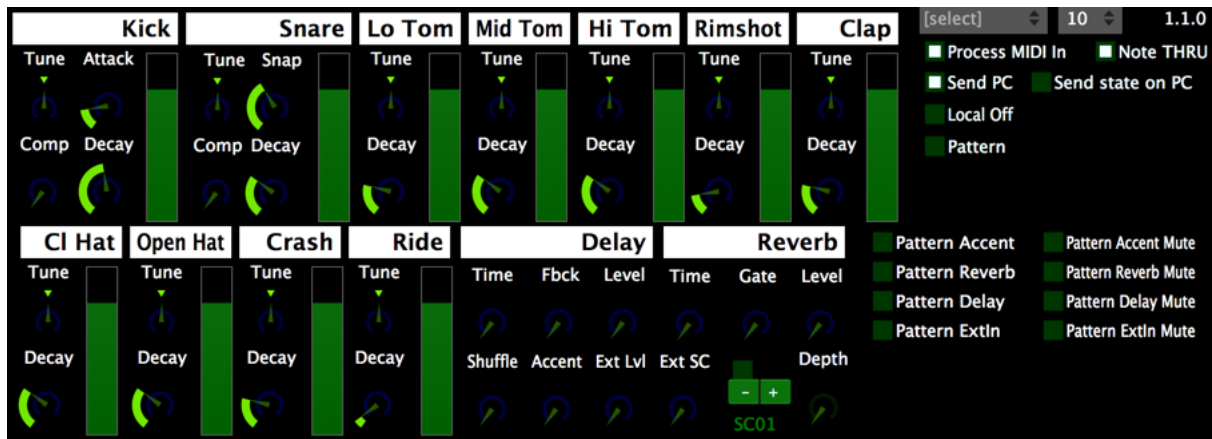 Kick Snare Lo Tom Mid Tom Hi Tom Rimshot Clap
[select] 10 1.1.0
Tune Attack Tune Snap Tune Tune Tune Tune Tune
Process MIDI In Note THRU
Send PC Send state on PC
Local Off
Comp Decay Comp Decay Decay Decay Decay Decay Decay
Pattern
Cl Hat Open Hat Crash Ride Delay Reverb
Pattern Accent Pattern Accent Mute
Tune Tune Tune Tune Time Fbck Level Time Gate Level
Pattern Reverb Pattern Reverb Mute
Pattern Delay Pattern Delay Mute
Pattern ExtIn Pattern ExtIn Mute
Decay Decay Decay Decay Shuffle Accent Ext Lvl Ext SC Depth
- +
SC01